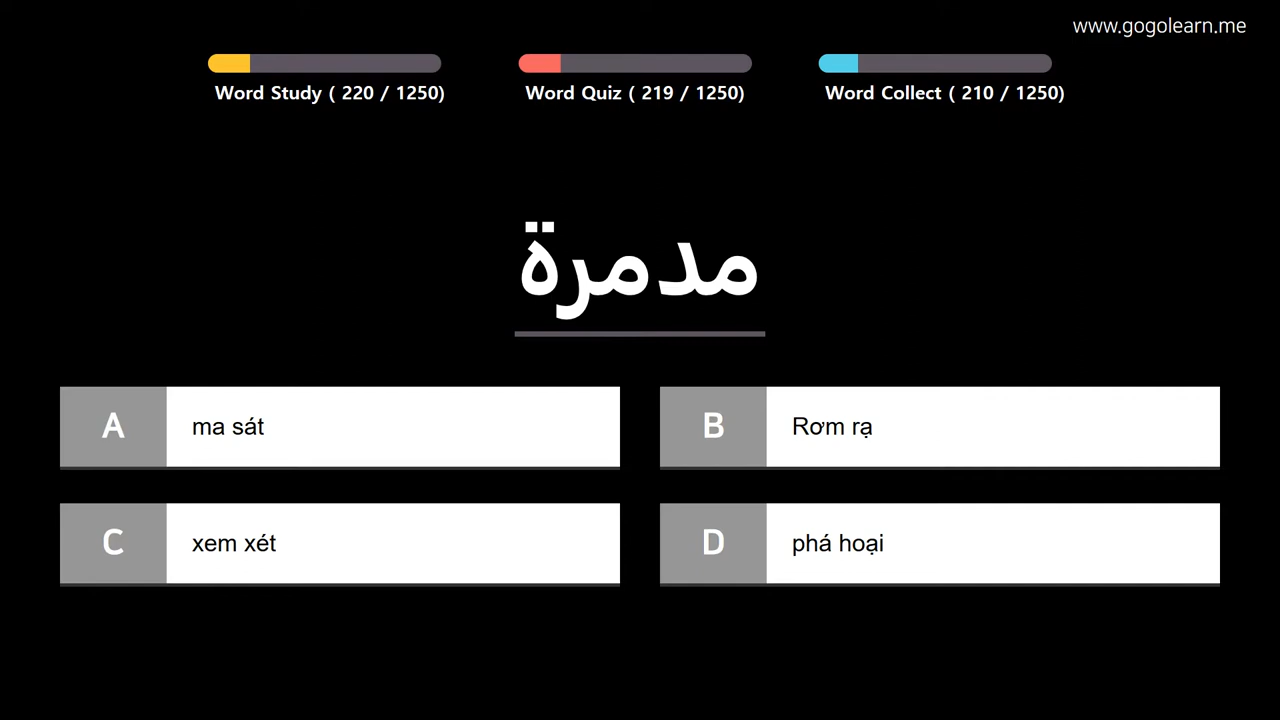 www.gogolearn.me
Word Study ( 220 / 1250)
Word Quiz ( 219 / 1250)
Word Collect ( 210 / 1250)
مدمرة
A ma sát
B Rơm rạ
C xem xét
D phá hoại